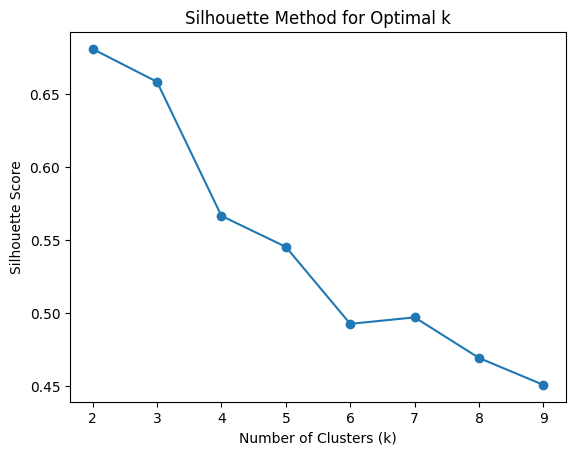 Silhouette Method for Optimal k
Silhouette Score
0.65
0.60
0.55
0.50
0.45
2 3 4 5 6 7 8 9
Number of Clusters (k)